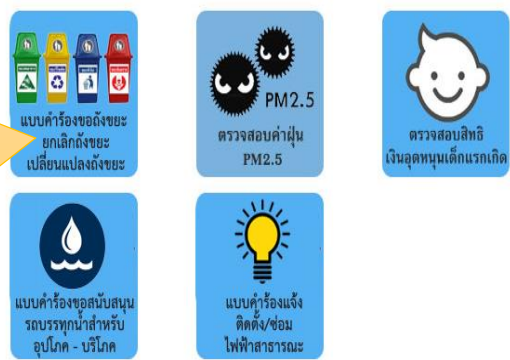 แบบคำร้องขอถังขยะ
ยกเลิกถังขยะ
เปลี่ยนแปลงถังขยะ
PM2.5
ตรวจสอบค่าฝุ่น
PM2.5
ตรวจสอบสิทธิ
เงินอุดหนุนเด็กแรกเกิด
แบบคำร้องขอสนับสนุน
รถบรรทุกน้ำสำหรับ
อุปโภค - บริโภค
แบบคำร้องแจ้ง
ติดตั้ง/ซ่อม
ไฟฟ้าสาธารณะ